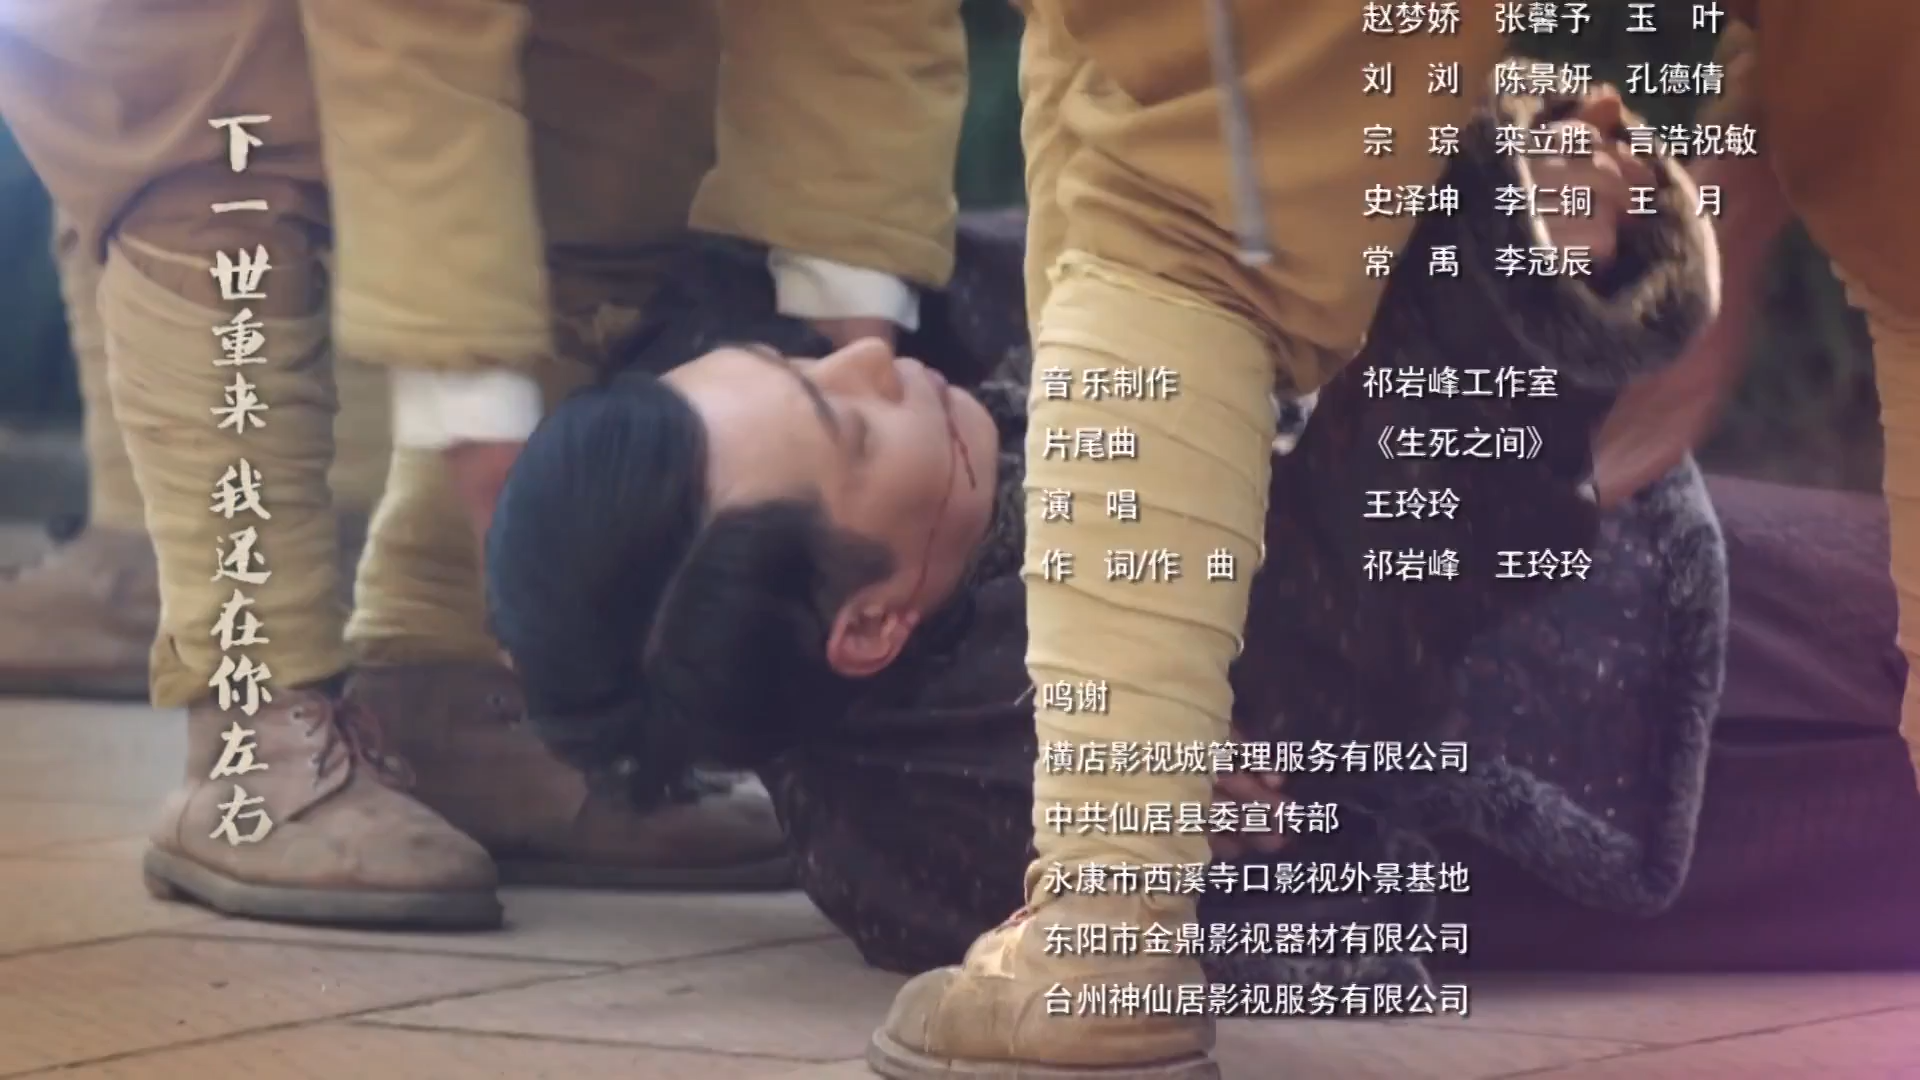 下一世重来 我还在你左右
赵梦娇 张馨予 玉 叶
刘 浏 陈景妍 孔德倩
宗 琮 栾立胜 言浩祝敏
史泽坤 李仁铜 王 月
常 禹 李冠辰
音乐制作 祁岩峰工作室
片尾曲 《生死之间》
演 唱 王玲玲
作 词/作 曲 祁岩峰 王玲玲
鸣谢
横店影视城管理服务有限公司
中共仙居县委宣传部
永康市西溪寺口影视外景基地
东阳市金鼎影视器材有限公司
台州神仙居影视服务有限公司